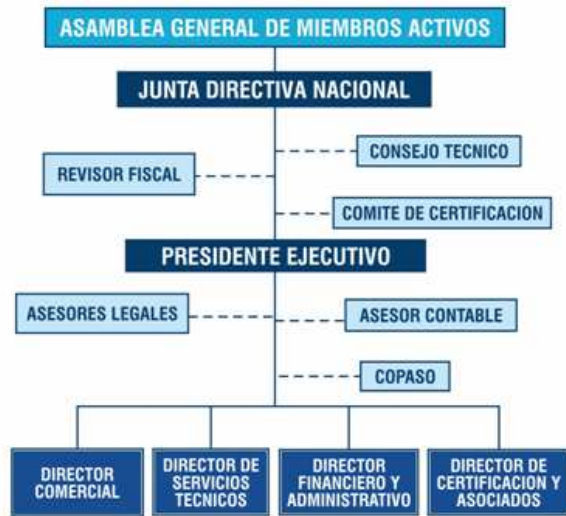 ASAMBLEA GENERAL DE MIEMBROS ACTIVOS
JUNTA DIRECTIVA NACIONAL
CONSEJO TECNICO
REVISOR FISCAL
COMITE DE CERTIFICACION
PRESIDENTE EJECUTIVO
ASESORES LEGALES
ASESOR CONTABLE
COPASO
DIRECTOR
COMERCIAL
DIRECTOR DE
SERVICIOS
TECNICOS
DIRECTOR
FINANCIERO Y
ADMINISTRATIVO
DIRECTOR DE
CERTIFICACION Y
ASOCIADOS